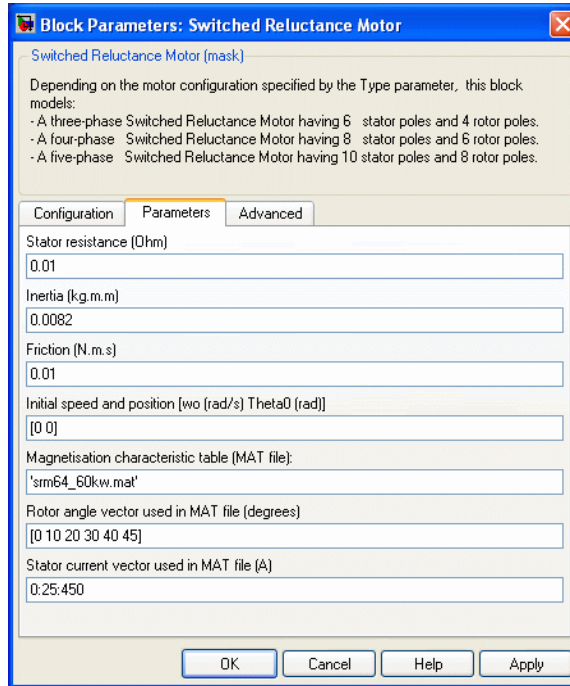 Block Parameters: Switched Reluctance Motor
Switched Reluctance Motor (mask)
Depending on the motor configuration specified by the Type parameter, this block
models:
- A three-phase Switched Reluctance Motor having 6 stator poles and 4 rotor poles.
- A four-phase Switched Reluctance Motor having 8 stator poles and 6 rotor poles.
- A five-phase Switched Reluctance Motor having 10 stator poles and 8 rotor poles.
Configuration Parameters Advanced
Stator resistance (Ohm)
0.01
Inertia (kg.m.m)
0.0082
Friction (N.m.s)
0.01
Initial speed and position [wo (rad/s) Theta0 (rad)]
[0 0]
Magnetisation characteristic table (MAT file):
'srm64_60kw.mat'
Rotor angle vector used in MAT file (degrees)
[0 10 20 30 40 45]
Stator current vector used in MAT file (A)
0:25:450
OK Cancel Help Apply